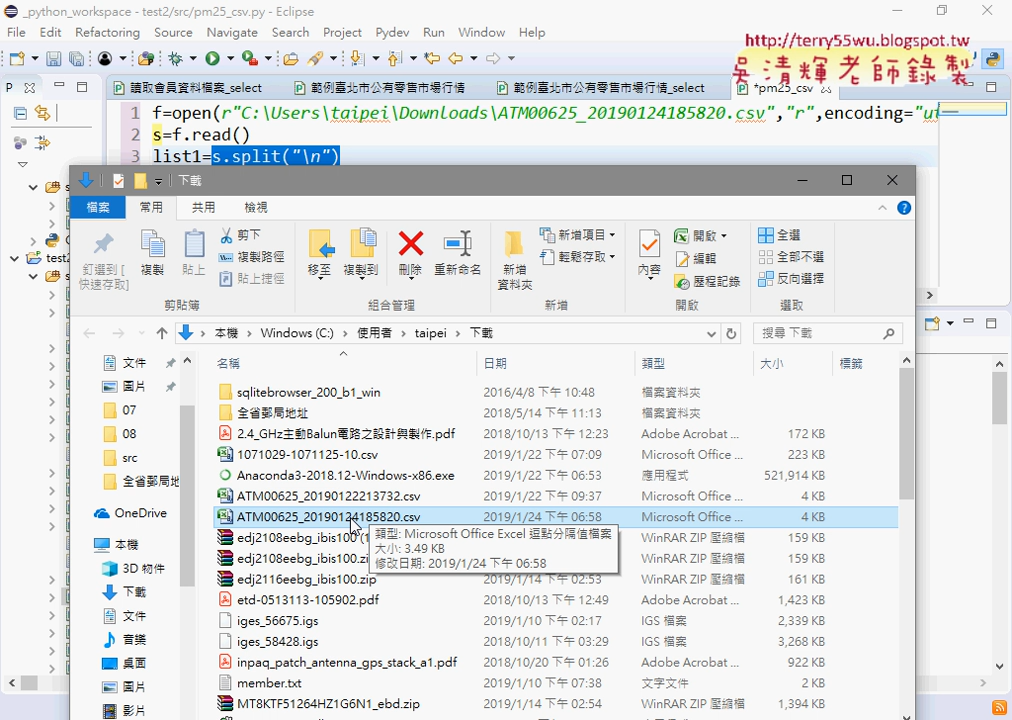 _python_workspace - test2/src/pm25_csv.py - Eclipse
File Edit Refactoring Source Navigate Search Project Pydev Run Window Help
http://terry55wu.blogspot.tw
吳清輝老師錄製
P
讀取會員資料檔案_select
範例臺北市公有零售市場行情
範例臺北市公有零售市場行情_select
*pm25_csv
1 f=open(r"C:\Users\taipei\Downloads\ATM00625_20190124185820.csv","r",encoding="ut
2 s=f.read()
3 list1=s.split("\n")
test2
下載
檔案 常用 共用 檢視
釘選到 [快速存取]
複製
貼上
剪下
複製路徑
貼上捷徑
剪貼簿
移至
複製到
刪除
重新命名
組合管理
新增資料夾
新增項目
輕鬆存取
新增
內容
開啟
編輯
歷程記錄
開啟
全選
全部不選
反向選擇
選取
本機 › Windows (C:) › 使用者 › taipei › 下載
搜尋 下載
文件
圖片
07
08
src
全省郵局地
OneDrive
本機
3D 物件
下載
文件
音樂
桌面
圖片
影片
名稱 日期 類型 大小 標籤
sqlitebrowser_200_b1_win 2016/4/8 下午 10:48 檔案資料夾
全省郵局地址 2018/5/14 下午 11:13 檔案資料夾
2.4_GHz主動Balun電路之設計與製作.pdf 2018/10/13 下午 12:23 Adobe Acrobat ... 172 KB
1071029-1071125-10.csv 2019/1/22 下午 07:09 Microsoft Office ... 223 KB
Anaconda3-2018.12-Windows-x86.exe 2019/1/22 下午 06:53 應用程式 521,914 KB
ATM00625_20190122213732.csv 2019/1/22 下午 09:37 Microsoft Office ... 4 KB
ATM00625_20190124185820.csv 2019/1/24 下午 06:58 Microsoft Office ... 4 KB
edj2108eebg_ibis100 WinRAR ZIP 壓縮檔 159 KB
edj2108eebg_ibis100.zi WinRAR ZIP 壓縮檔 159 KB
edj2116eebg_ibis100.zip 2019/1/14 下午 02:53 WinRAR ZIP 壓縮檔 161 KB
etd-0513113-105902.pdf 2018/10/13 下午 12:49 Adobe Acrobat ... 1,423 KB
iges_56675.igs 2019/1/10 下午 02:17 IGS 檔案 2,339 KB
iges_58428.igs 2018/10/11 下午 03:29 IGS 檔案 3,268 KB
inpaq_patch_antenna_gps_stack_a1.pdf 2018/10/20 下午 01:26 Adobe Acrobat ... 922 KB
member.txt 2019/1/10 下午 07:38 文字文件 2 KB
MT8KTF51264HZ1G6N1_ebd.zip 2019/1/14 下午 02:54 WinRAR ZIP 壓縮檔 1,394 KB
類型: Microsoft Office Excel 逗點分隔值檔案
大小: 3.49 KB
修改日期: 2019/1/24 下午 06:58